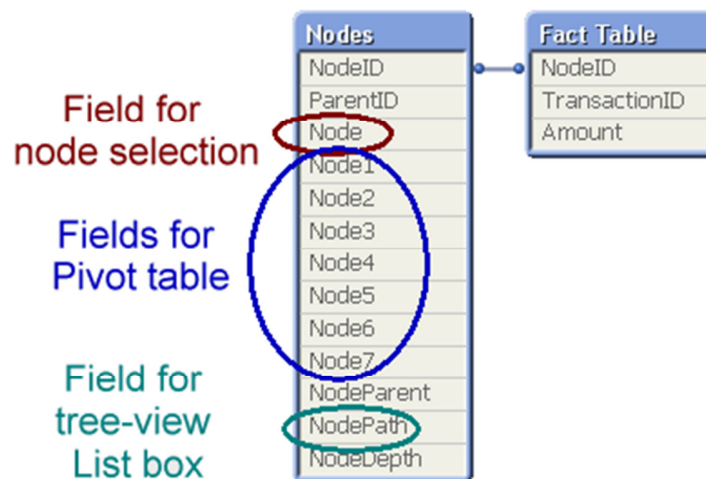 Nodes
NodeID
ParentID
Node
Node1
Node2
Node3
Node4
Node5
Node6
Node7
NodeParent
NodePath
NodeDepth
Fact Table
NodeID
TransactionID
Amount
Field for
node selection
Fields for
Pivot table
Field for
tree-view
List box